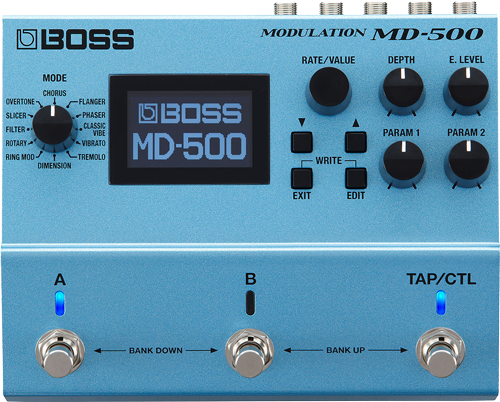 BOSS
MODULATION MD-500
MODE
CHORUS
OVERTONE
FLANGER
SLICER
PHASER
FILTER
CLASSIC
VIBE
ROTARY
VIBRATO
RING MOD
TREMOLO
DIMENSION
BOSS
MD-500
RATE/VALUE
DEPTH
E. LEVEL
▼
▲
PARAM 1
PARAM 2
WRITE
EXIT
EDIT
A
B
TAP/CTL
BANK DOWN
BANK UP